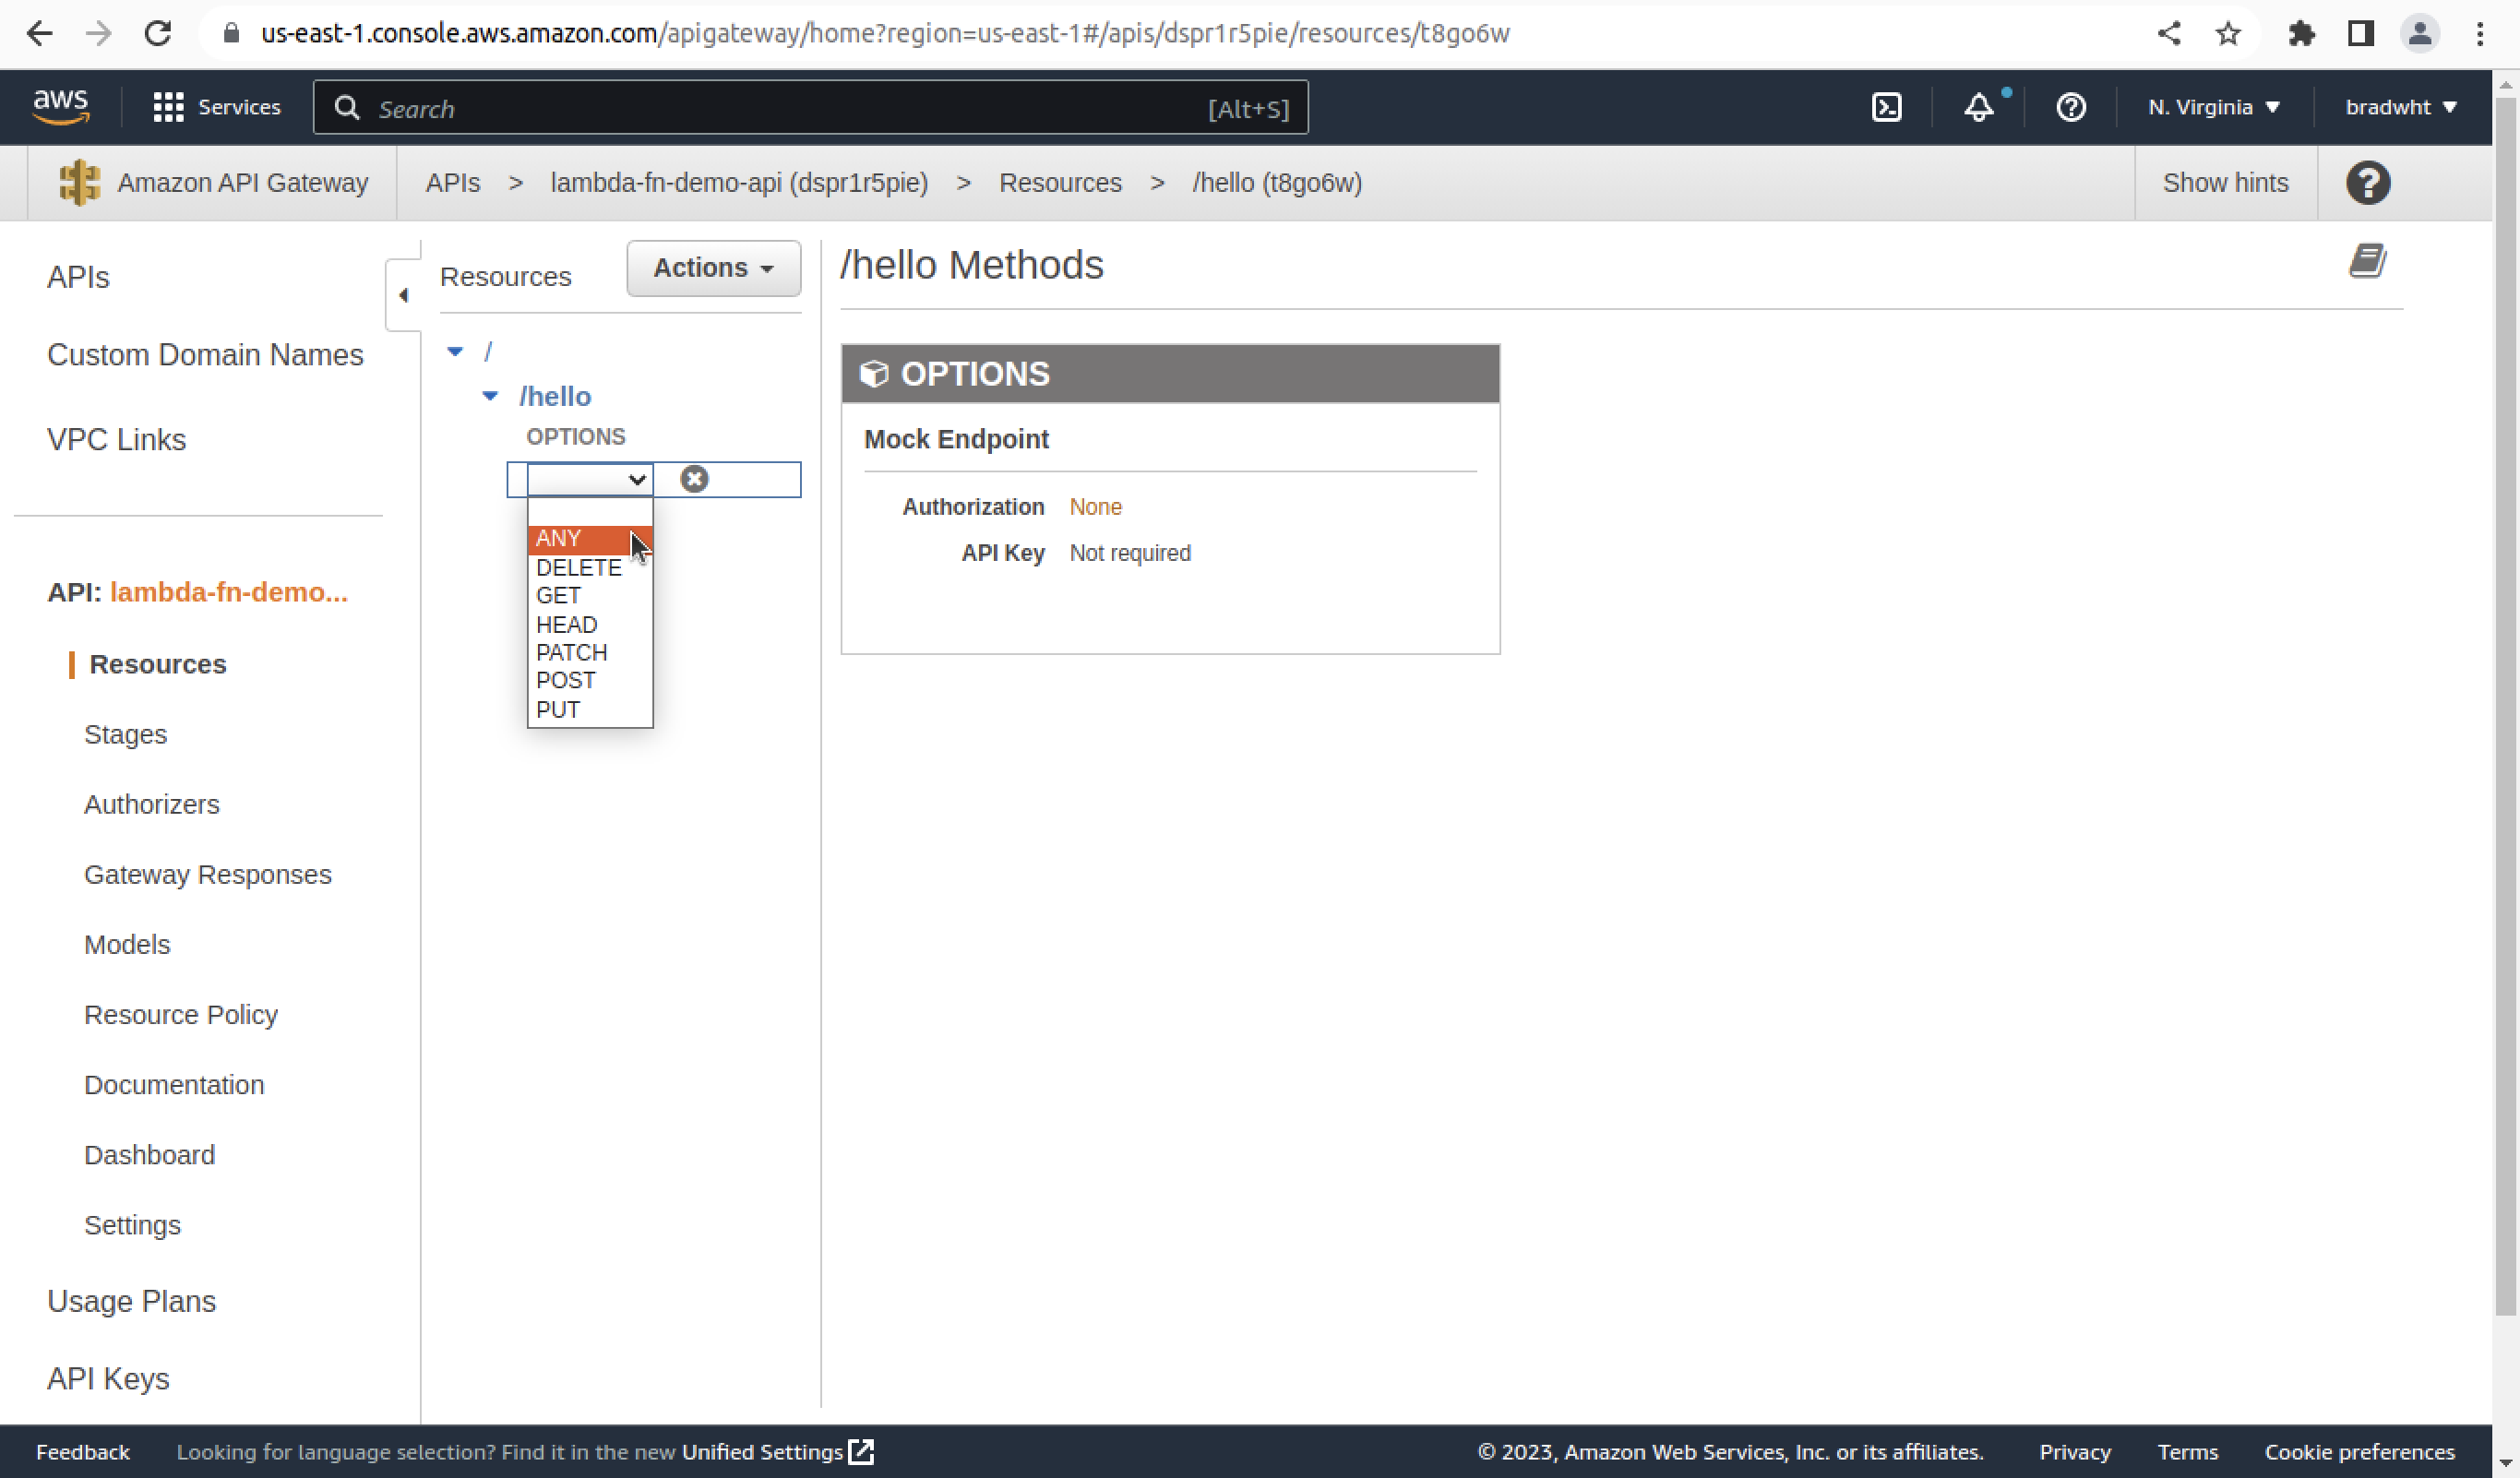 us-east-1.console.aws.amazon.com/apigateway/home?region=us-east-1#/apis/dspr1r5pie/resources/t8go6w
aws
Services
Search
[Alt+S]
N. Virginia
bradwht
Amazon API Gateway
APIs > lambda-fn-demo-api (dspr1r5pie) > Resources > /hello (t8go6w)
Show hints
APIs
Custom Domain Names
VPC Links
API: lambda-fn-demo...
Resources
Stages
Authorizers
Gateway Responses
Models
Resource Policy
Documentation
Dashboard
Settings
Usage Plans
API Keys
Resources
Actions
/
/hello
OPTIONS
ANY
DELETE
GET
HEAD
PATCH
POST
PUT
/hello Methods
OPTIONS
Mock Endpoint
Authorization None
API Key Not required
Feedback
Looking for language selection? Find it in the new Unified Settings
© 2023, Amazon Web Services, Inc. or its affiliates.
Privacy
Terms
Cookie preferences